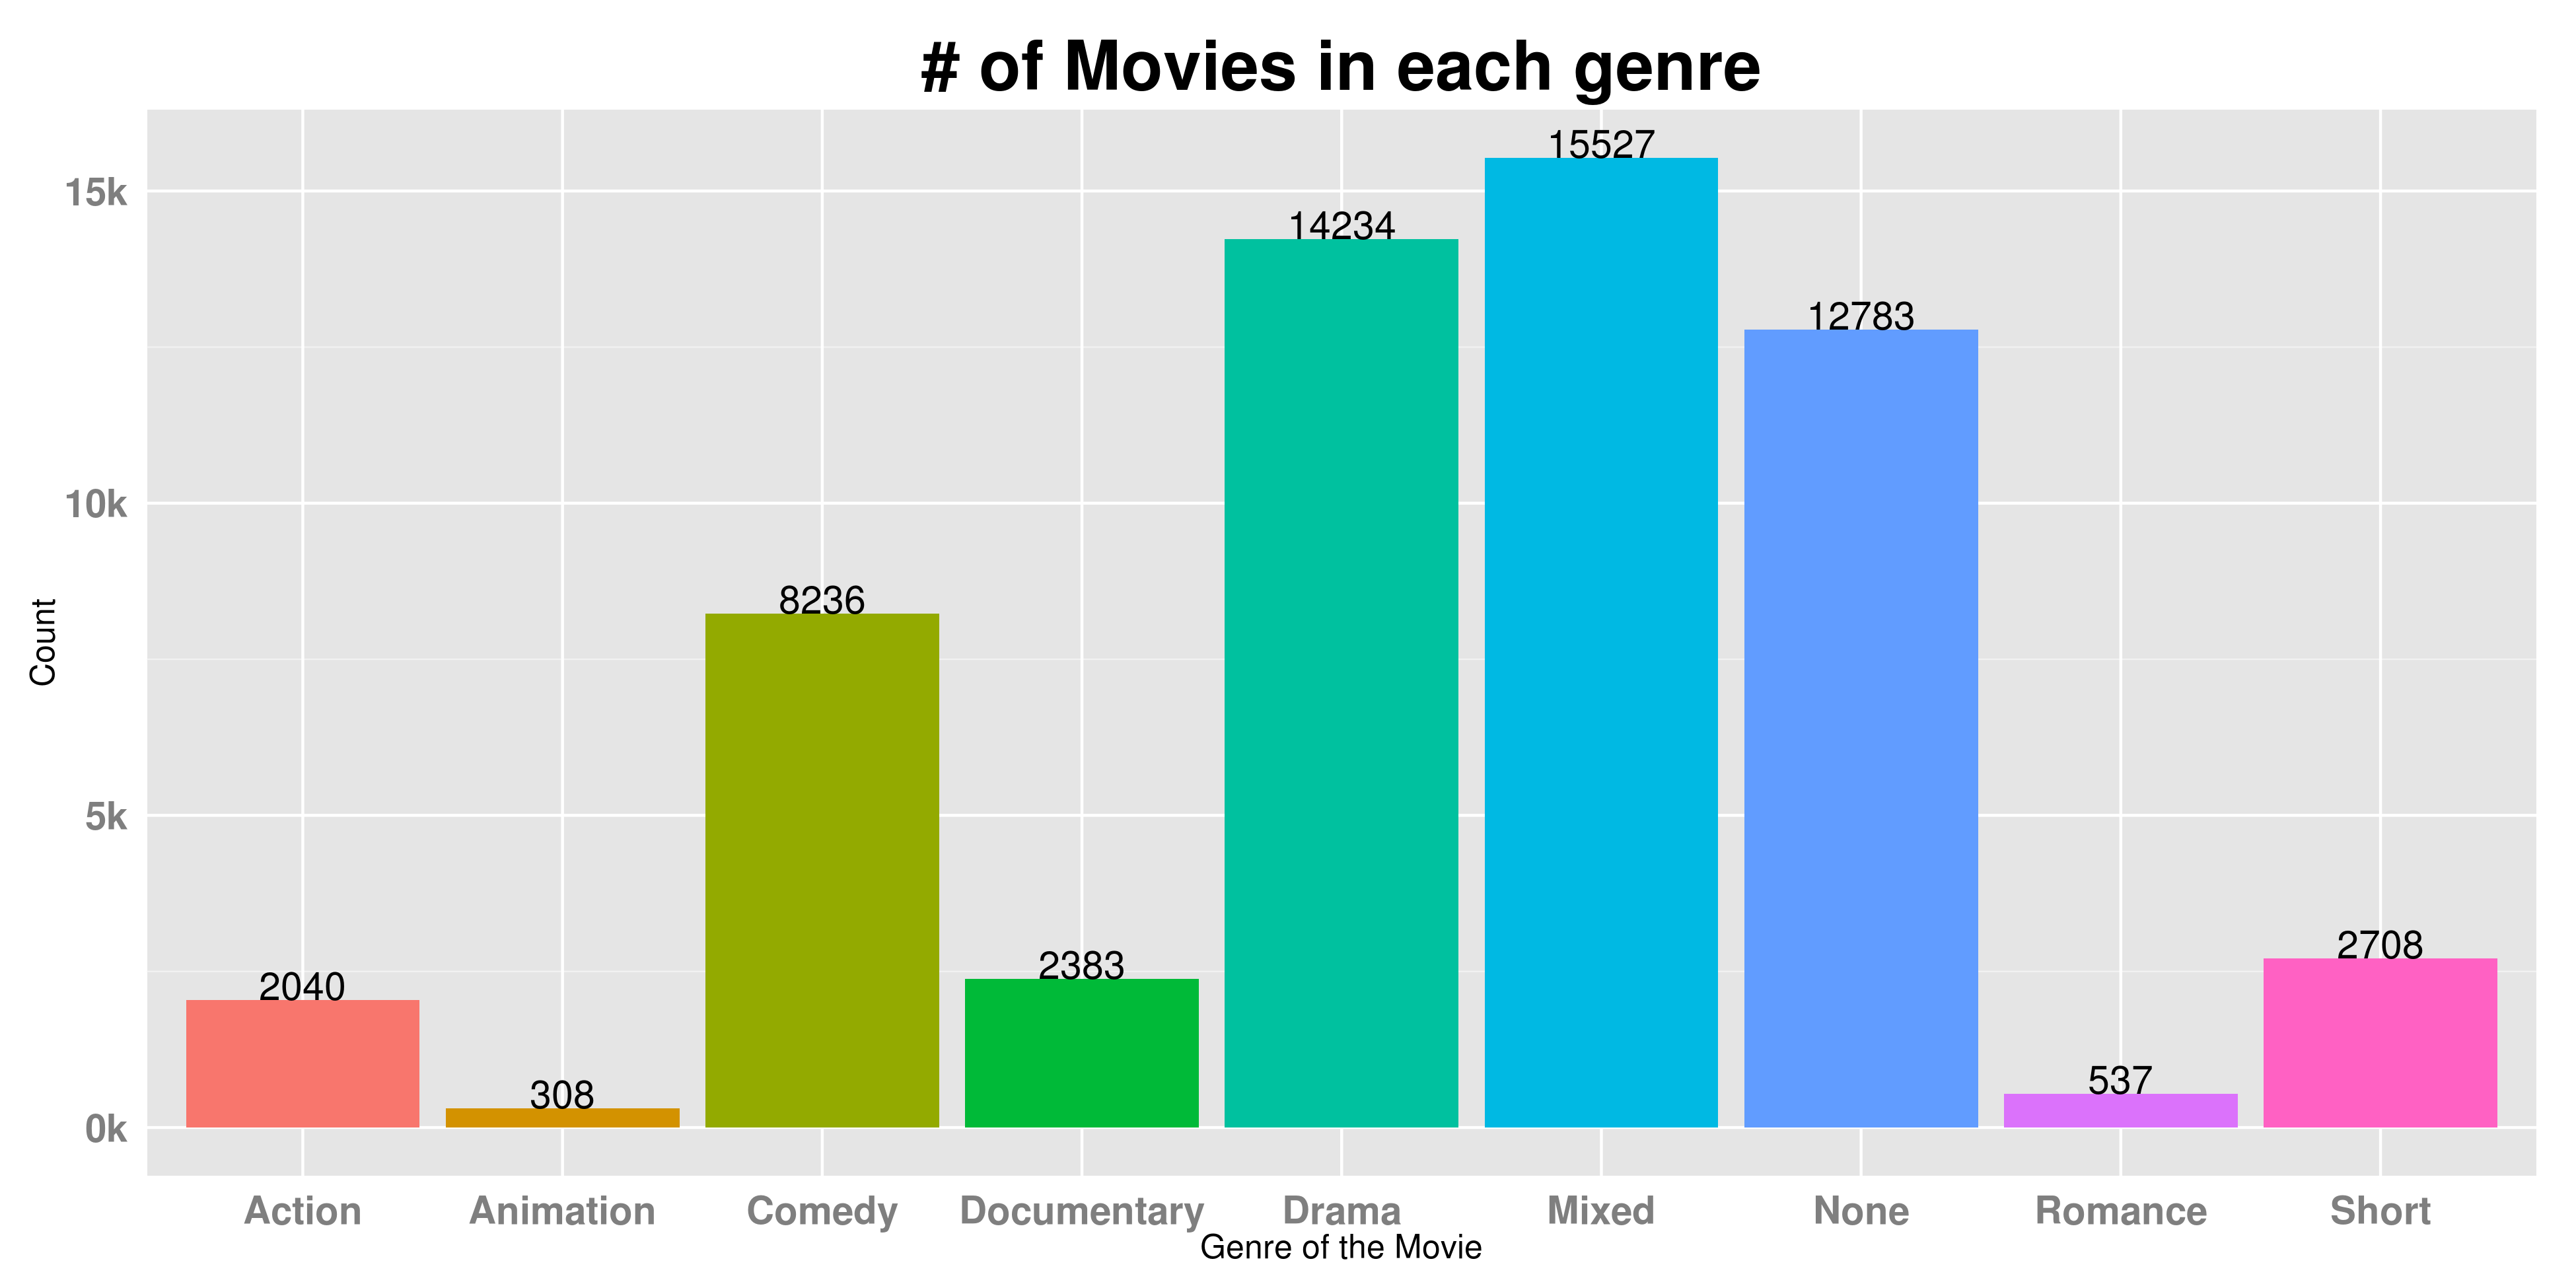 # of Movies in each genre
15527
15k
14234
12783
10k
8236
Count
5k
2708
2383
2040
537
308
0k
Action Animation Comedy Documentary Drama Mixed None Romance Short
Genre of the Movie